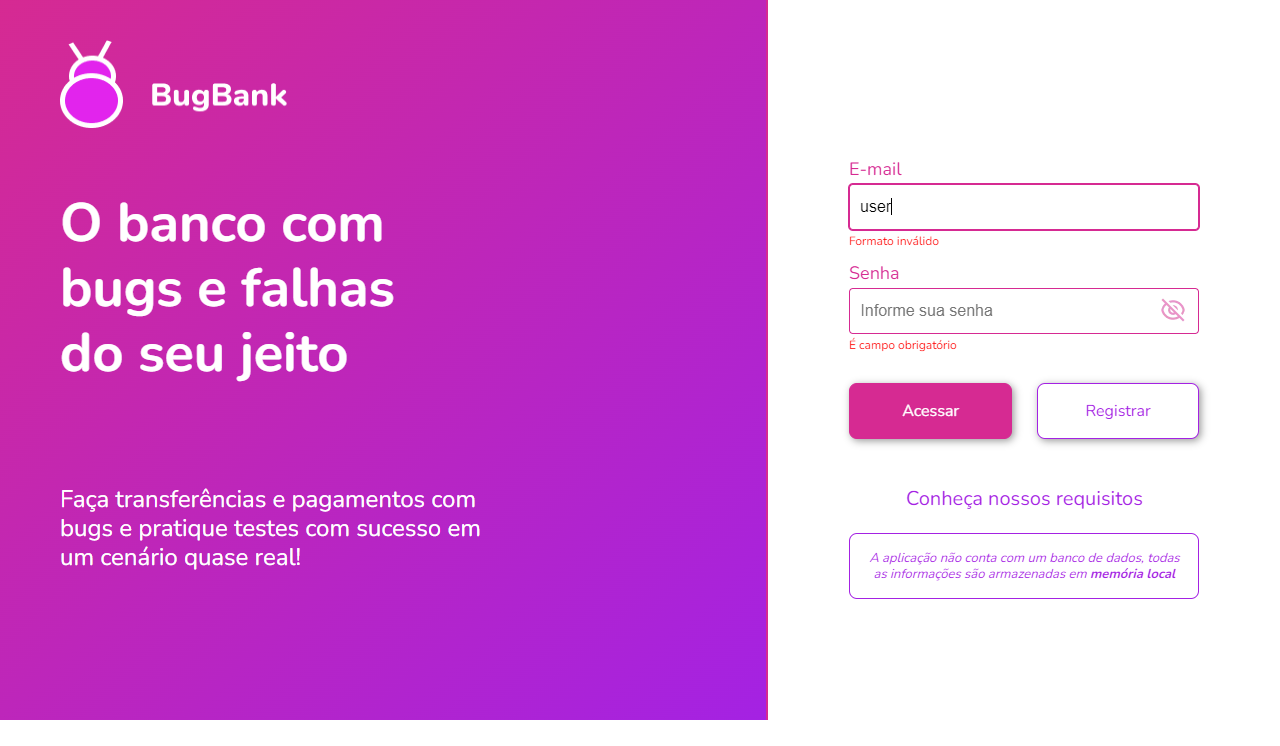 BugBank
O banco com
bugs e falhas
do seu jeito
Faça transferências e pagamentos com
bugs e pratique testes com sucesso em
um cenário quase real!
E-mail
user
Formato inválido
Senha
Informe sua senha
É campo obrigatório
Acessar
Registrar
Conheça nossos requisitos
A aplicação não conta com um banco de dados, todas
as informações são armazenadas em memória local